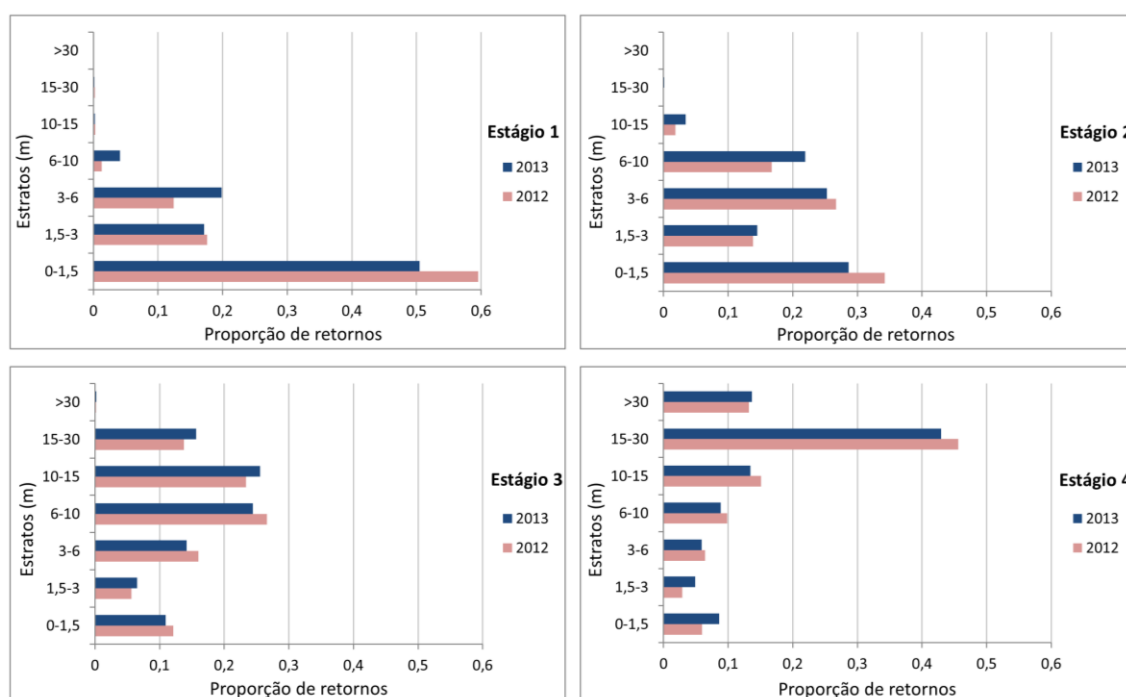 >30
15-30
10-15
6-10
3-6
1,5-3
0-1,5
Estratos (m)
0 0,1 0,2 0,3 0,4 0,5 0,6
Proporção de retornos
Estágio 1
2013
2012
>30
15-30
10-15
6-10
3-6
1,5-3
0-1,5
Estratos (m)
0 0,1 0,2 0,3 0,4 0,5 0,6
Proporção de retornos
Estágio 2
2013
2012
>30
15-30
10-15
6-10
3-6
1,5-3
0-1,5
Estratos (m)
0 0,1 0,2 0,3 0,4 0,5 0,6
Proporção de retornos
Estágio 3
2013
2012
>30
15-30
10-15
6-10
3-6
1,5-3
0-1,5
Estratos (m)
0 0,1 0,2 0,3 0,4 0,5 0,6
Proporção de retornos
Estágio 4
2013
2012